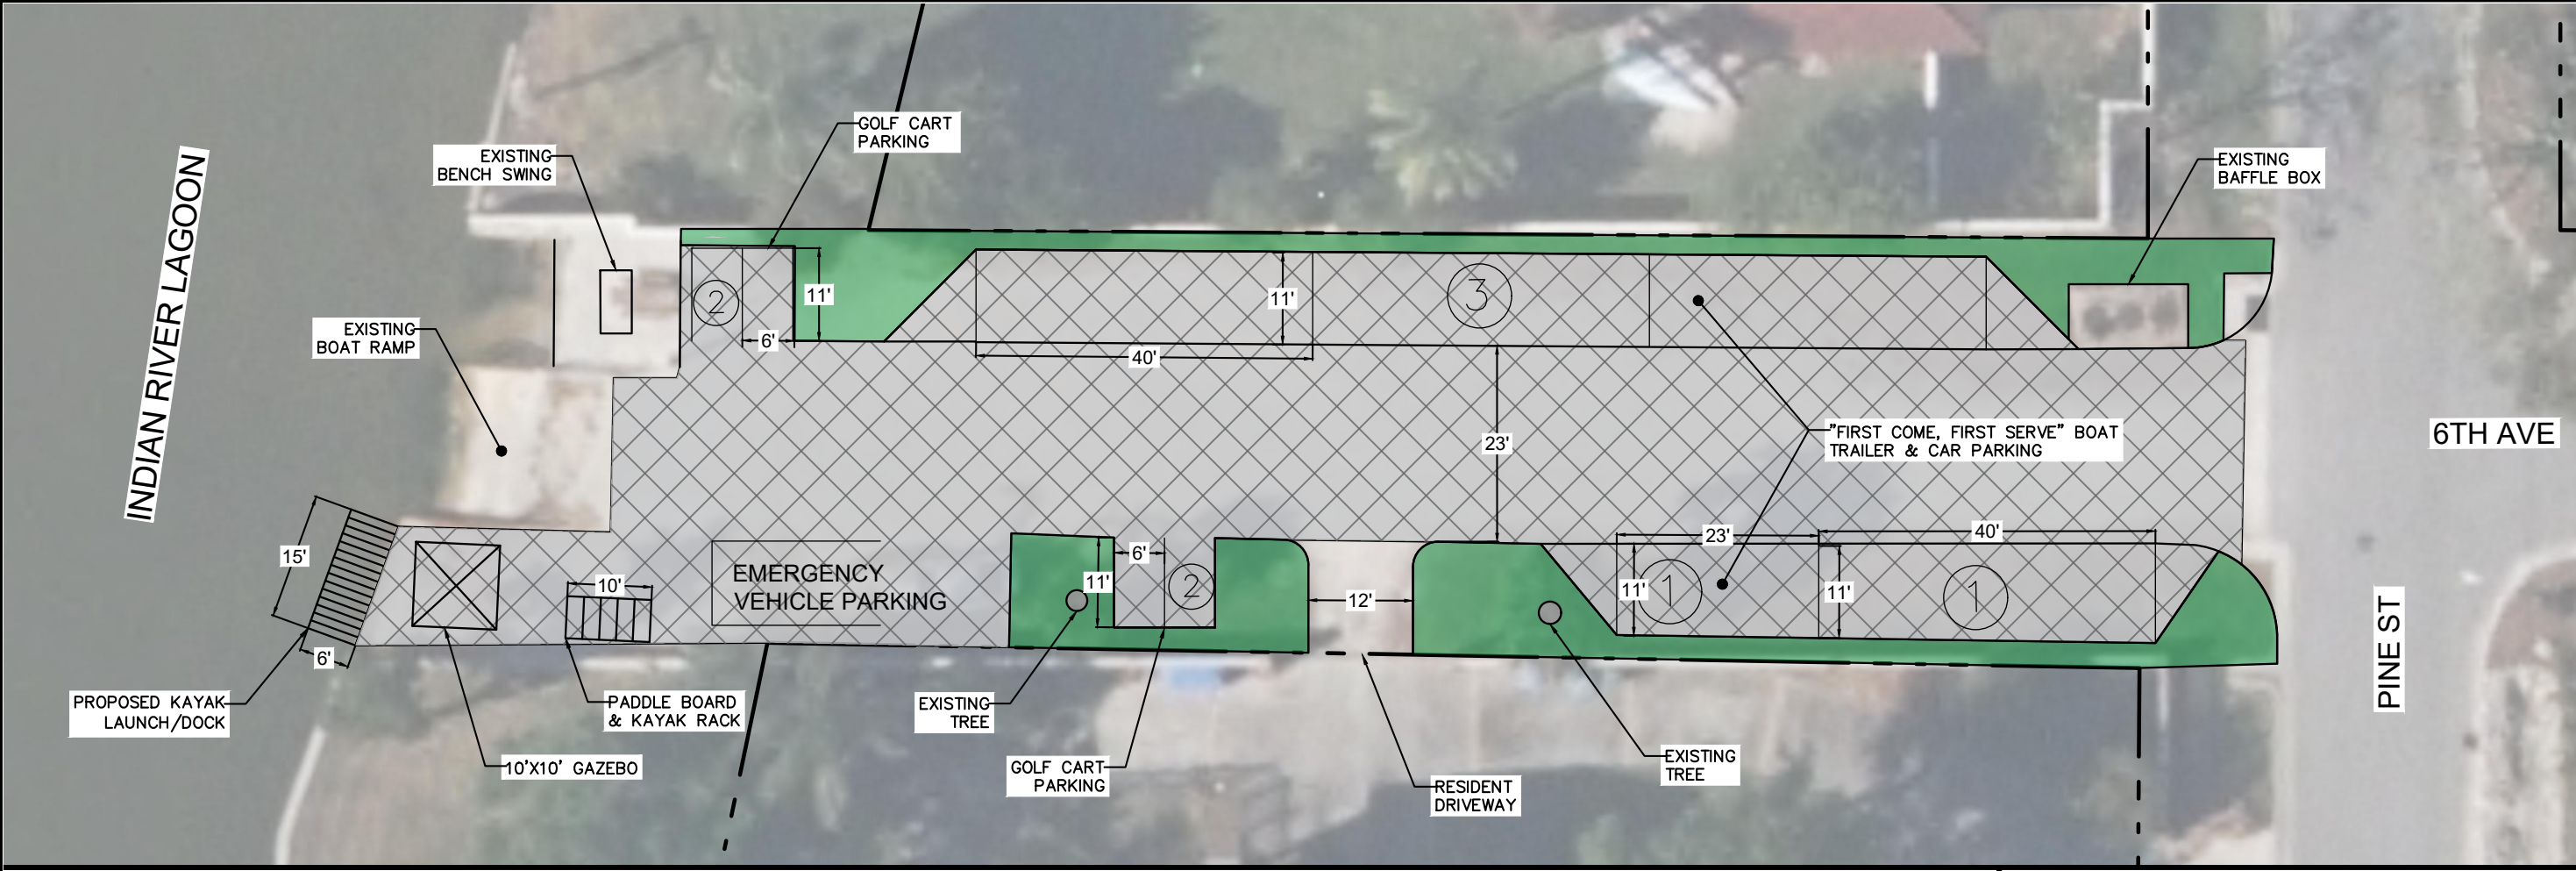 INDIAN RIVER LAGOON
GOLF CART
PARKING
EXISTING
BENCH SWING
EXISTING
BAFFLE BOX
2
11'
6'
11'
3
40'
EXISTING
BOAT RAMP
23'
"FIRST COME, FIRST SERVE" BOAT
TRAILER & CAR PARKING
6TH AVE
15'
6'
10'
EMERGENCY
VEHICLE PARKING
6'
11'
2
12'
23'
40'
11'
1
11'
1
PINE ST
PROPOSED KAYAK
LAUNCH/DOCK
PADDLE BOARD
& KAYAK RACK
10'X10' GAZEBO
EXISTING
TREE
GOLF CART
PARKING
RESIDENT
DRIVEWAY
EXISTING
TREE